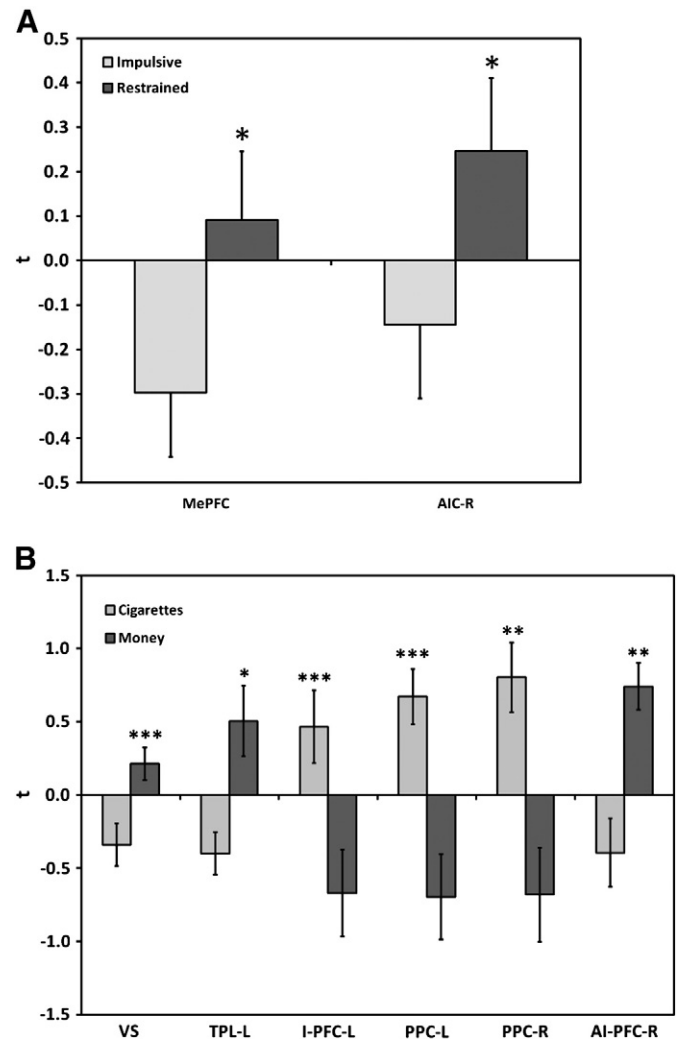 A
0.5
Impulsive
*
0.4
Restrained
0.3
*
0.2
0.1
t
0.0
-0.1
-0.2
-0.3
-0.4
-0.5
MePFC AIC-R
B
1.5
Cigarettes
Money
** **
1.0
*** *** * ***
0.5
t
0.0
-0.5
-1.0
-1.5
VS TPL-L I-PFC-L PPC-L PPC-R AI-PFC-R